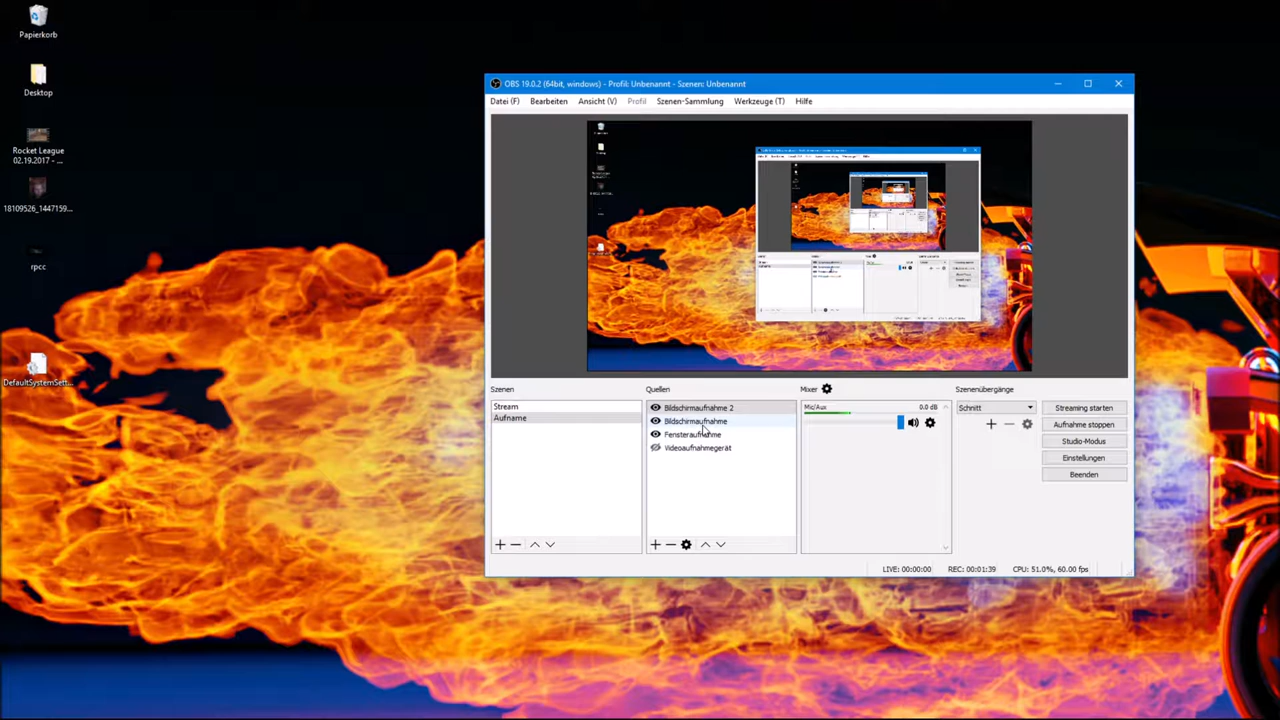 Papierkorb
Desktop
Rocket League
02.19.2017 - ...
18109526_1447159...
rpcc
DefaultSystemSett...
OBS 19.0.2 (64bit, windows) - Profil: Unbenannt - Szenen: Unbenannt
Datei (F) Bearbeiten Ansicht (V) Profil Szenen-Sammlung Werkzeuge (T) Hilfe
Szenen
Stream
Aufname
Quellen
Bildschirmaufnahme 2
Bildschirmaufnahme
Fensteraufnahme
Videoaufnahmegerät
Mixer
Mic/Aux 0.0 dB
Szenenübergänge
Schnitt
Streaming starten
Aufnahme stoppen
Studio-Modus
Einstellungen
Beenden
LIVE: 00:00:00 REC: 00:01:39 CPU: 51.0%, 60.00 fps